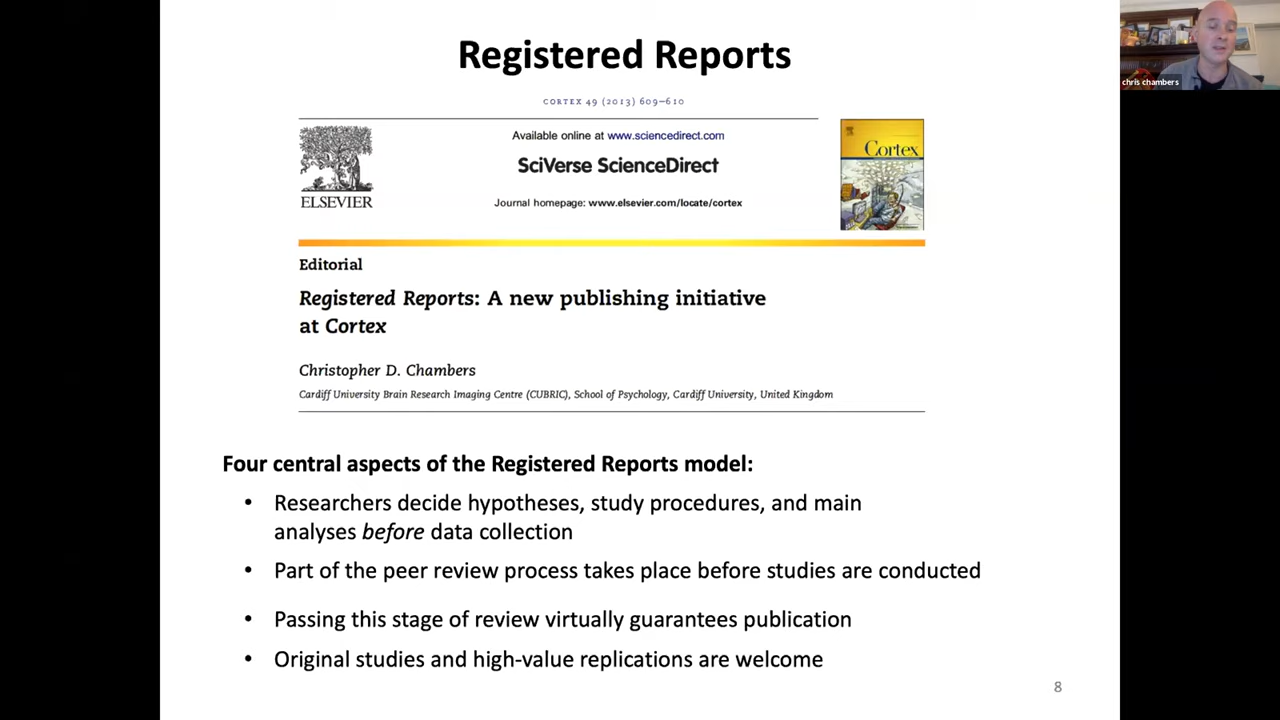 Registered Reports
chris chambers
CORTEX 49 (2013) 609–610
Available online at www.sciencedirect.com
SciVerse ScienceDirect
Journal homepage: www.elsevier.com/locate/cortex
ELSEVIER
Cortex
Editorial
Registered Reports: A new publishing initiative
at Cortex
Christopher D. Chambers
Cardiff University Brain Research Imaging Centre (CUBRIC), School of Psychology, Cardiff University, United Kingdom
Four central aspects of the Registered Reports model:
• Researchers decide hypotheses, study procedures, and main
analyses before data collection
• Part of the peer review process takes place before studies are conducted
• Passing this stage of review virtually guarantees publication
• Original studies and high-value replications are welcome
8